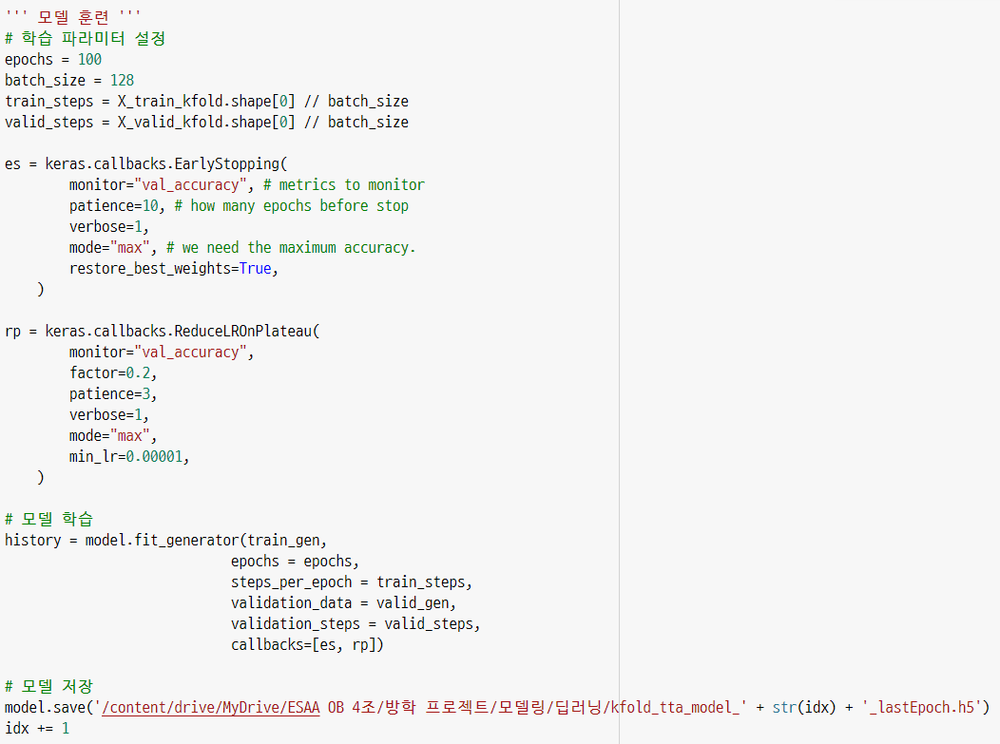 ''' 모델 훈련 '''
# 학습 파라미터 설정
epochs = 100
batch_size = 128
train_steps = X_train_kfold.shape[0] // batch_size
valid_steps = X_valid_kfold.shape[0] // batch_size
es = keras.callbacks.EarlyStopping(
monitor="val_accuracy", # metrics to monitor
patience=10, # how many epochs before stop
verbose=1,
mode="max", # we need the maximum accuracy.
restore_best_weights=True,
)
rp = keras.callbacks.ReduceLROnPlateau(
monitor="val_accuracy",
factor=0.2,
patience=3,
verbose=1,
mode="max",
min_lr=0.00001,
)
# 모델 학습
history = model.fit_generator(train_gen,
epochs = epochs,
steps_per_epoch = train_steps,
validation_data = valid_gen,
validation_steps = valid_steps,
callbacks=[es, rp])
# 모델 저장
model.save('/content/drive/MyDrive/ESAA OB 4조/방학 프로젝트/모델링/딥러닝/kfold_tta_model_' + str(idx) + '_lastEpoch.h5')
idx += 1